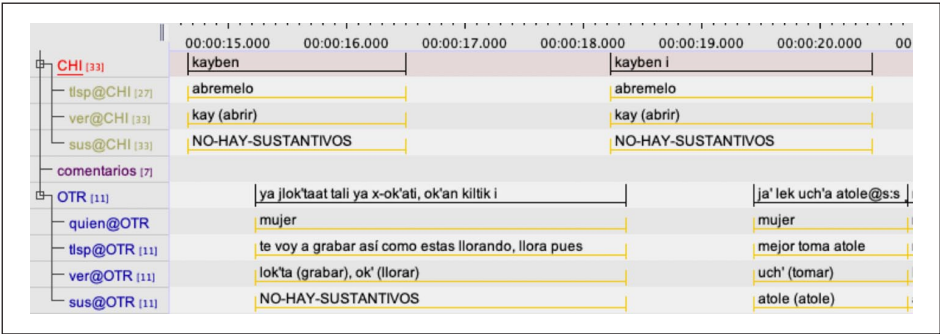 00:00:15.000 00:00:16.000 00:00:17.000 00:00:18.000 00:00:19.000 00:00:20.000 00
CHI [33] kayben kayben i
tlsp@CHI [27] abremelo abremelo
ver@CHI [33] kay (abrir) kay (abrir)
sus@CHI [33] NO-HAY-SUSTANTIVOS NO-HAY-SUSTANTIVOS
comentarios [7]
OTR [11] ya jlok'taat tali ya x-ok'ati, ok'an kiltik i ja' lek uch'a atole@s:s
quien@OTR mujer mujer
tlsp@OTR [11] te voy a grabar así como estas llorando, llora pues mejor toma atole
ver@OTR [11] lok'ta (grabar), ok' (llorar) uch' (tomar)
sus@OTR [11] NO-HAY-SUSTANTIVOS atole (atole)